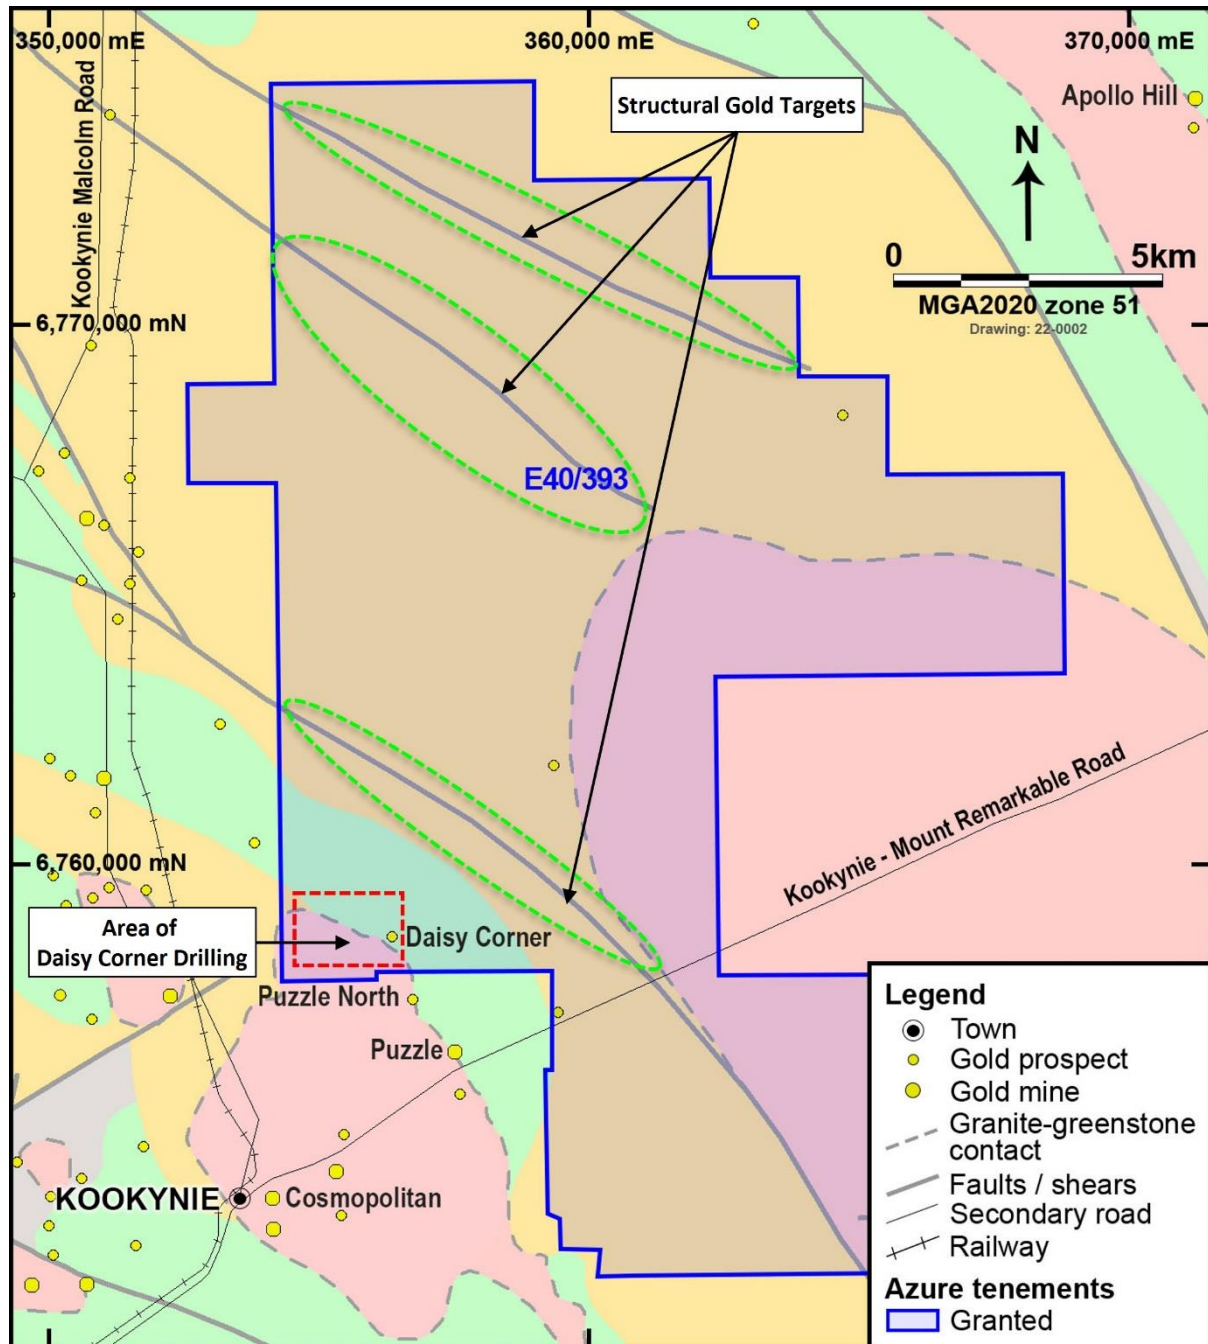 350,000 mE
360,000 mE
370,000 mE
Kookynie Malcolm Road
Structural Gold Targets
Apollo Hill
N
0 5km
MGA2020 zone 51
Drawing: 22-0002
6,770,000 mN
E40/393
Kookynie - Mount Remarkable Road
6,760,000 mN
Area of
Daisy Corner Drilling
Daisy Corner
Puzzle North
Puzzle
KOOKYNIE
Cosmopolitan
Legend
Town
Gold prospect
Gold mine
Granite-greenstone
contact
Faults / shears
Secondary road
Railway
Azure tenements
Granted